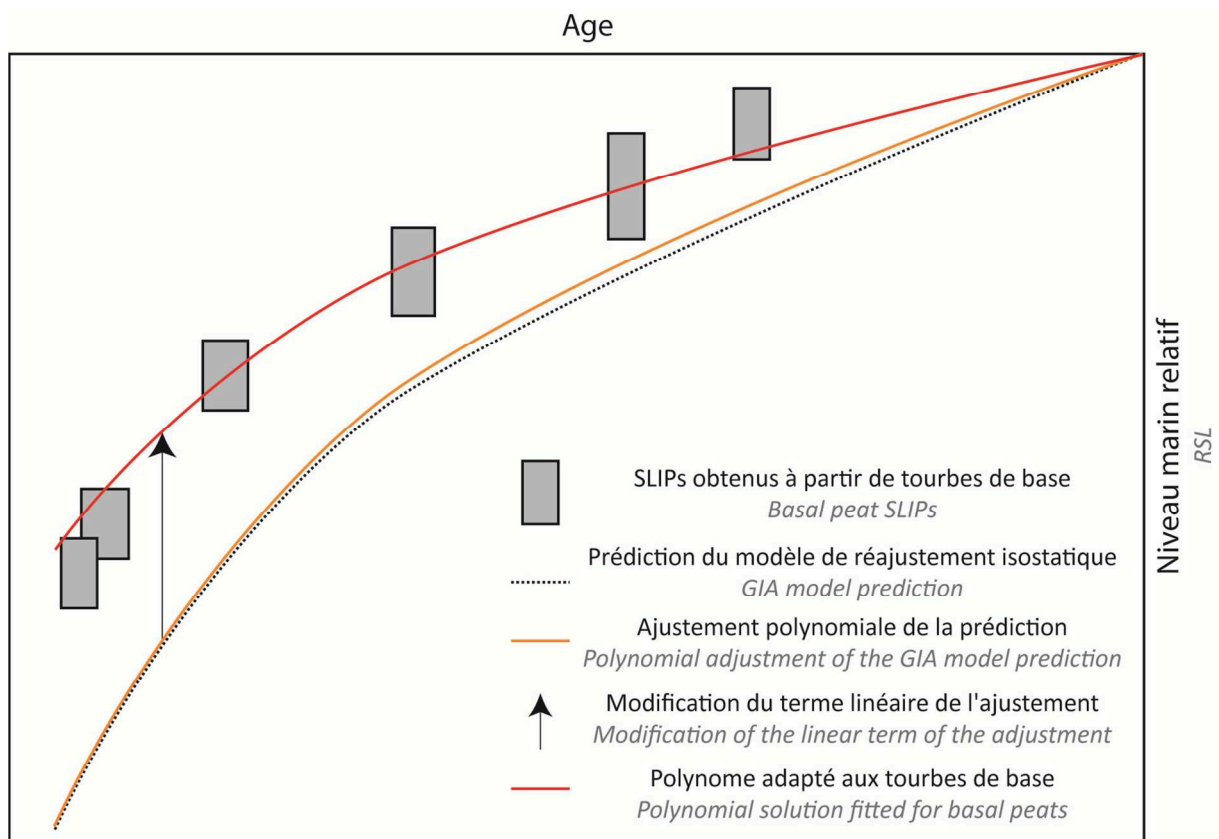 Age
Niveau marin relatif
RSL
SLIPs obtenus à partir de tourbes de base
Basal peat SLIPs
Prédiction du modèle de réajustement isostatique
GIA model prediction
Ajustement polynomiale de la prédiction
Polynomial adjustment of the GIA model prediction
Modification du terme linéaire de l'ajustement
Modification of the linear term of the adjustment
Polynome adapté aux tourbes de base
Polynomial solution fitted for basal peats